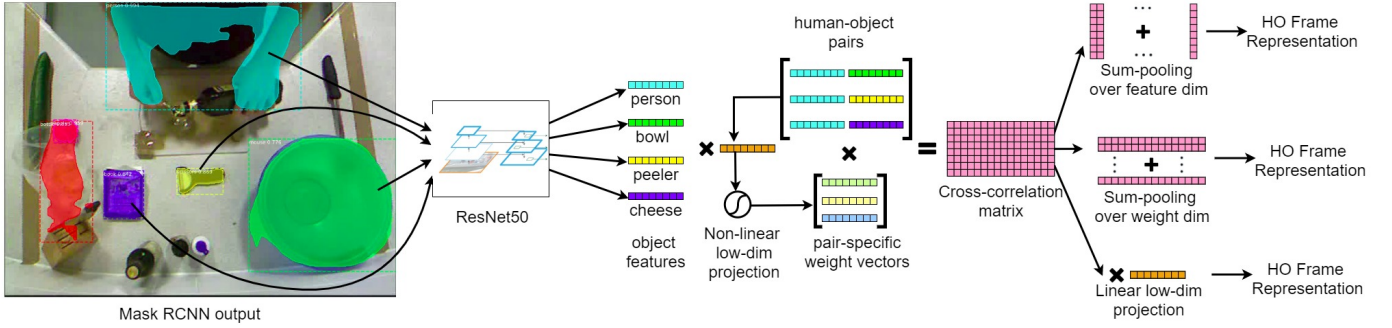 Mask RCNN output
ResNet50
person
bowl
peeler
cheese
object
features
human-object
pairs
Non-linear
low-dim
projection
pair-specific
weight vectors
Cross-correlation
matrix
Sum-pooling
over feature dim
HO Frame
Representation
Sum-pooling
over weight dim
HO Frame
Representation
Linear low-dim
projection
HO Frame
Representation